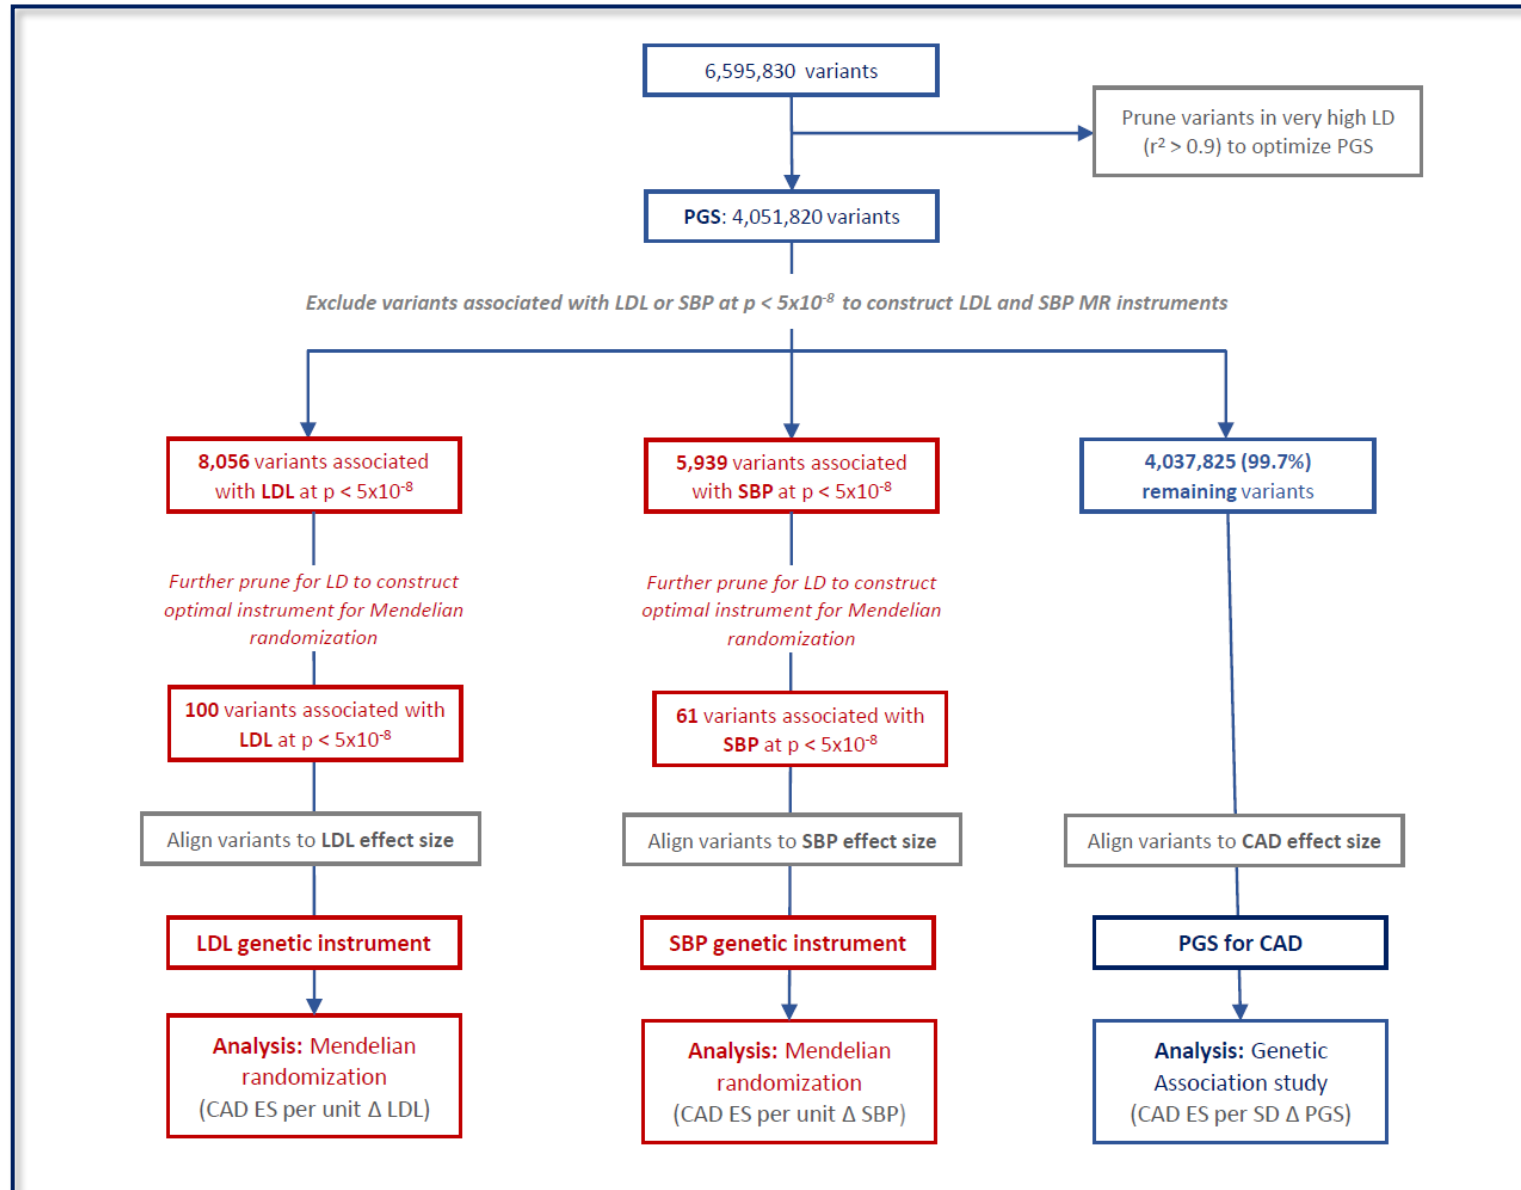 6,595,830 variants
Prune variants in very high LD
(r² > 0.9) to optimize PGS
PGS: 4,051,820 variants
Exclude variants associated with LDL or SBP at p < 5x10⁻⁸ to construct LDL and SBP MR instruments
8,056 variants associated
with LDL at p < 5x10⁻⁸
5,939 variants associated
with SBP at p < 5x10⁻⁸
4,037,825 (99.7%)
remaining variants
Further prune for LD to construct
optimal instrument for Mendelian
randomization
Further prune for LD to construct
optimal instrument for Mendelian
randomization
100 variants associated with
LDL at p < 5x10⁻⁸
61 variants associated with
SBP at p < 5x10⁻⁸
Align variants to LDL effect size
Align variants to SBP effect size
Align variants to CAD effect size
LDL genetic instrument
SBP genetic instrument
PGS for CAD
Analysis: Mendelian
randomization
(CAD ES per unit Δ LDL)
Analysis: Mendelian
randomization
(CAD ES per unit Δ SBP)
Analysis: Genetic
Association study
(CAD ES per SD Δ PGS)